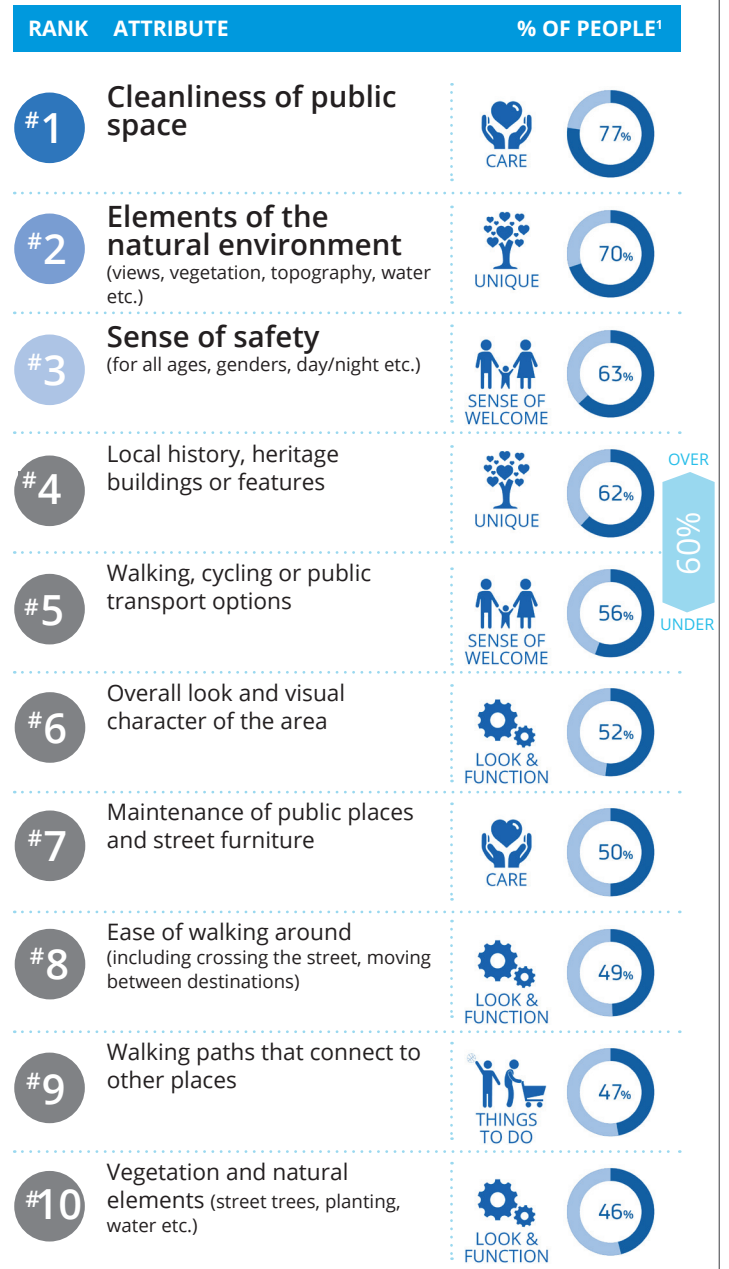 RANK ATTRIBUTE % OF PEOPLE¹
#1
Cleanliness of public
space
CARE
77%
#2
Elements of the
natural environment
(views, vegetation, topography, water
etc.)
UNIQUE
70%
#3
Sense of safety
(for all ages, genders, day/night etc.)
SENSE OF
WELCOME
63%
#4
Local history, heritage
buildings or features
UNIQUE
62%
OVER
60%
UNDER
#5
Walking, cycling or public
transport options
SENSE OF
WELCOME
56%
#6
Overall look and visual
character of the area
LOOK &
FUNCTION
52%
#7
Maintenance of public places
and street furniture
CARE
50%
#8
Ease of walking around
(including crossing the street, moving
between destinations)
LOOK &
FUNCTION
49%
#9
Walking paths that connect to
other places
THINGS
TO DO
47%
#10
Vegetation and natural
elements (street trees, planting,
water etc.)
LOOK &
FUNCTION
46%